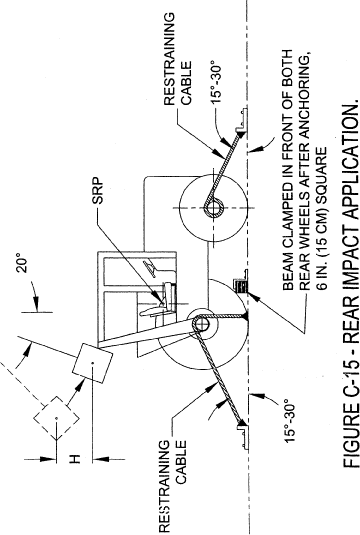 20°
H
SRP
RESTRAINING
CABLE
15°-30°
RESTRAINING
CABLE
15°-30°
BEAM CLAMPED IN FRONT OF BOTH
REAR WHEELS AFTER ANCHORING,
6 IN. (15 CM) SQUARE
FIGURE C-15 - REAR IMPACT APPLICATION.